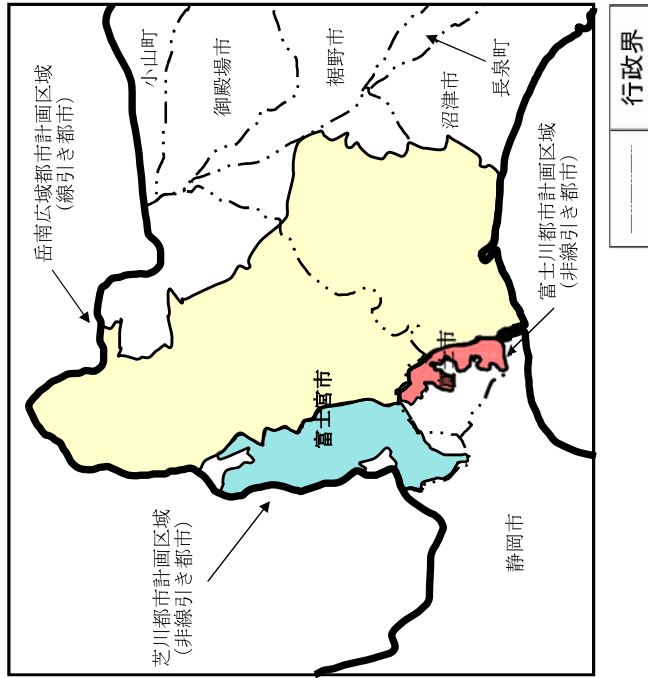 岳南広域都市計画区域
(線引き都市)
小山町
御殿場市
裾野市
長泉町
沼津市
富士川都市計画区域
(非線引き都市)
富士宮市
芝川都市計画区域
(非線引き都市)
静岡市
行政界